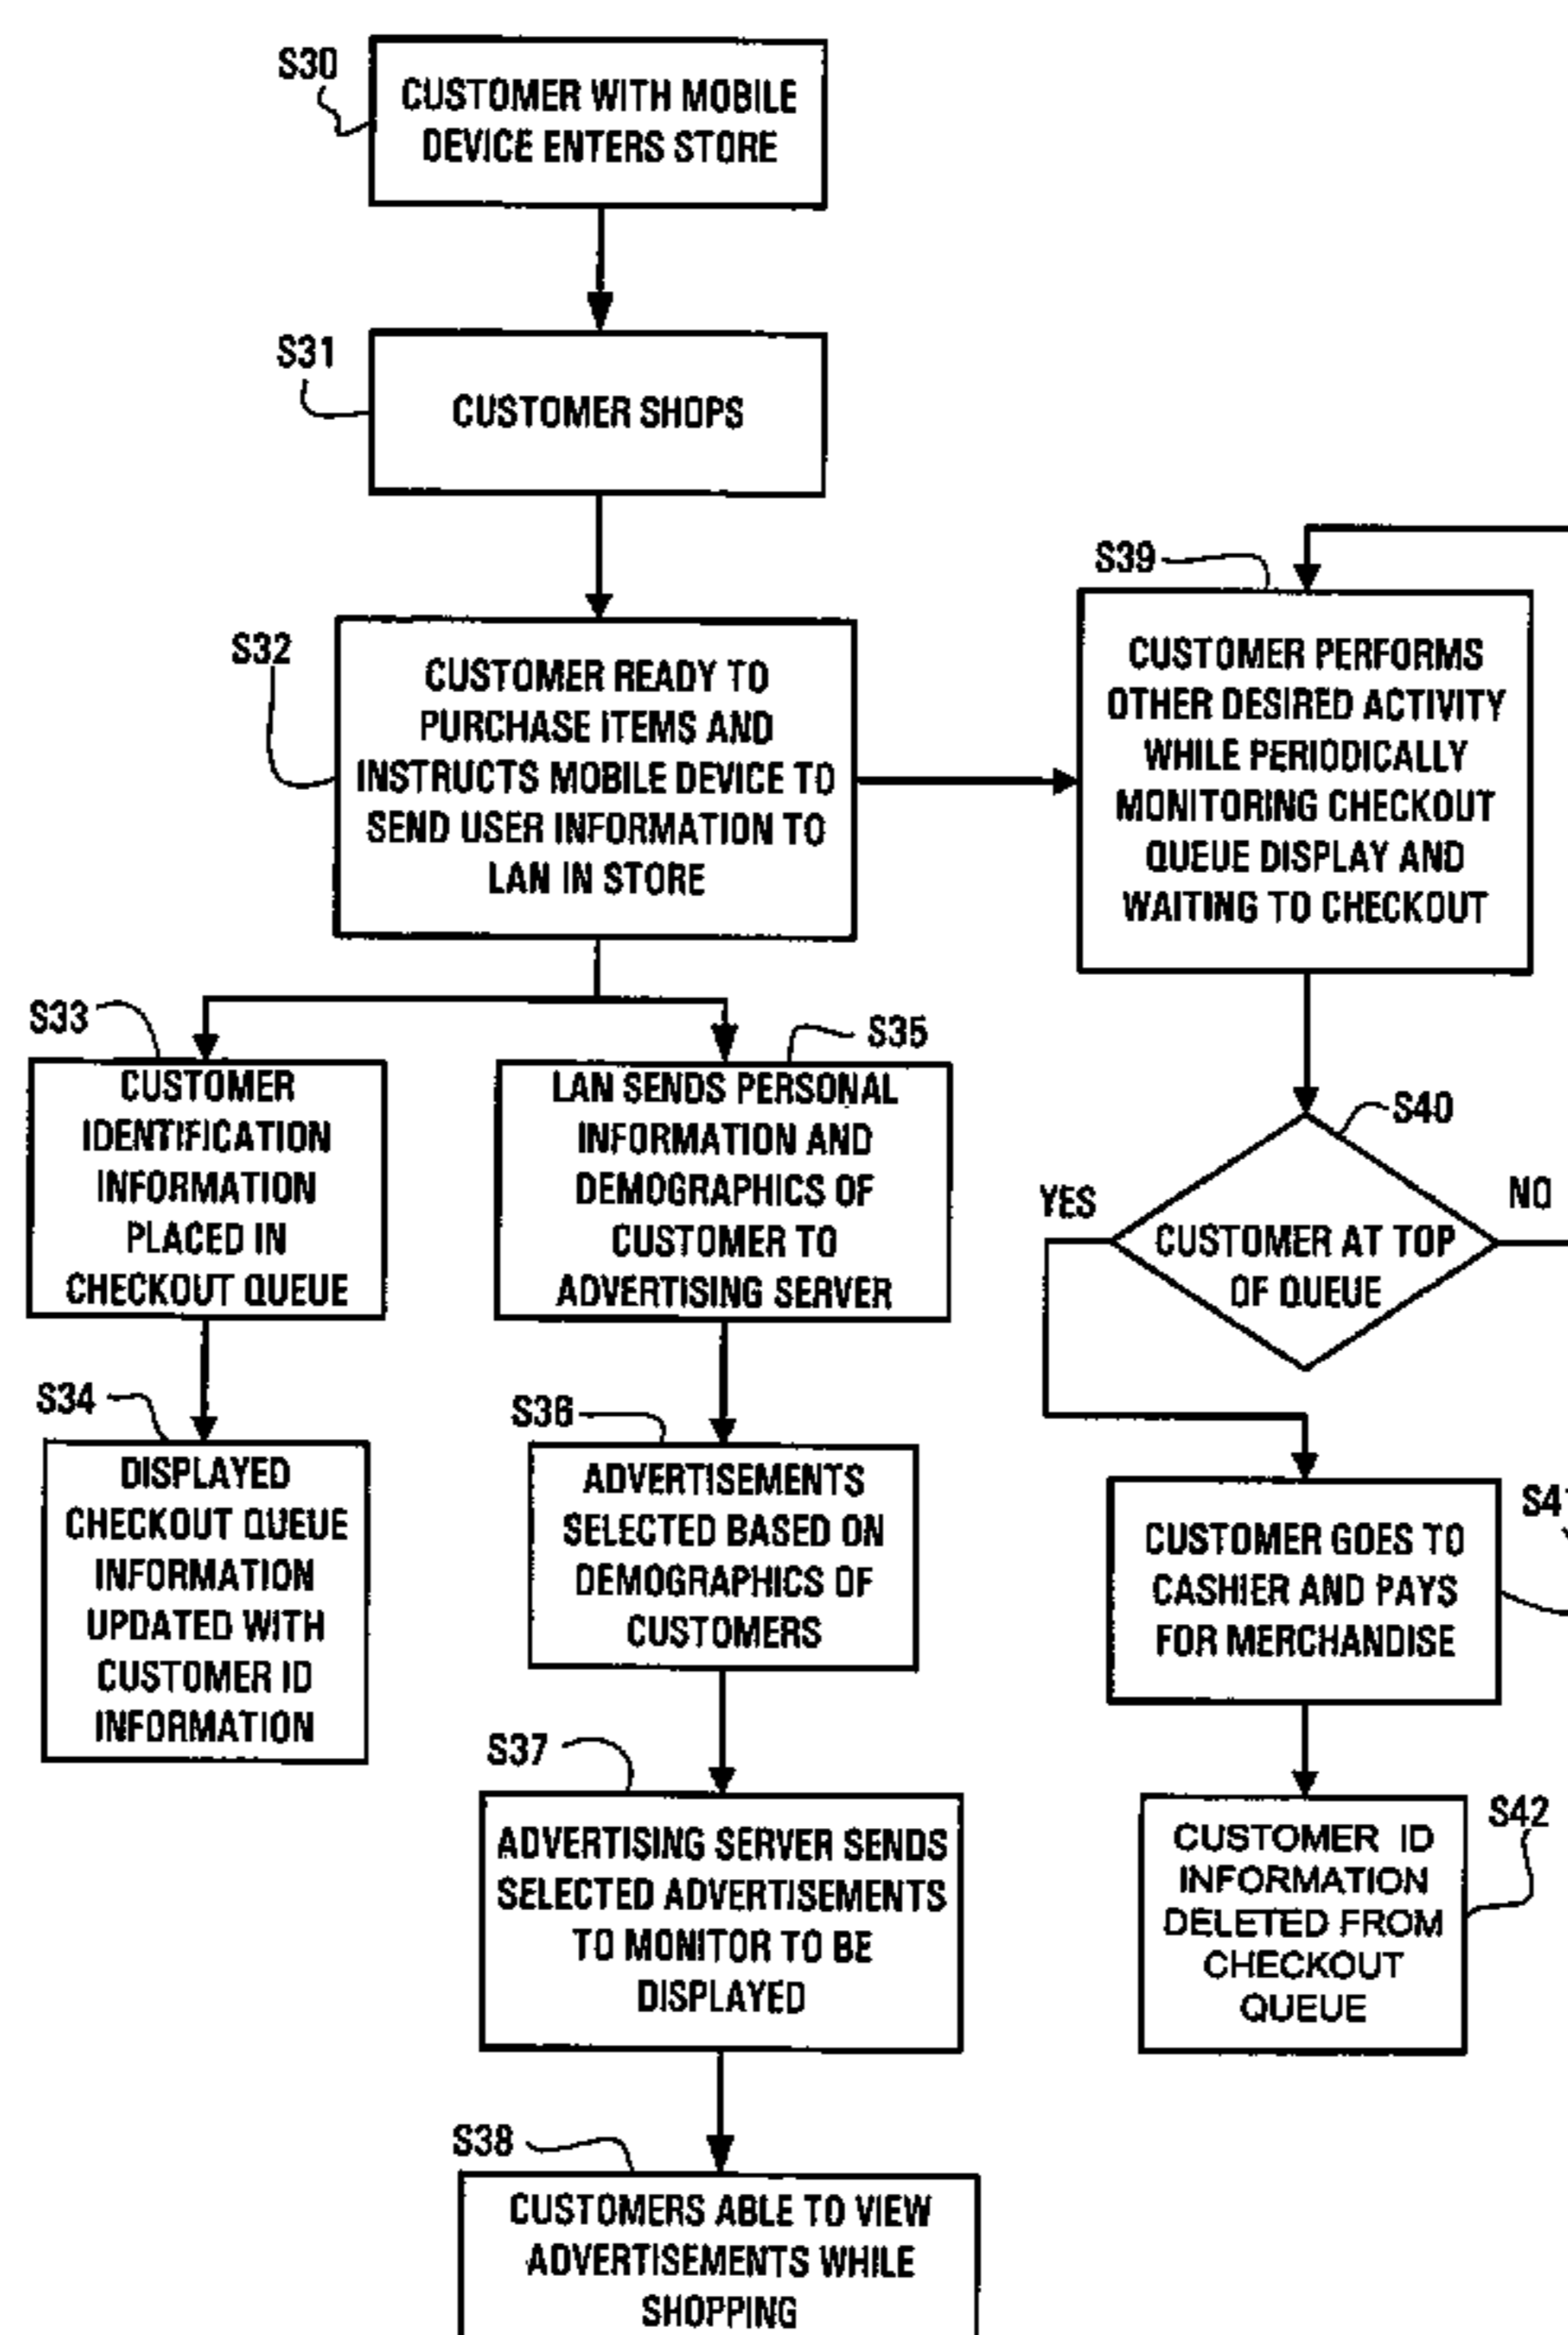 S30
CUSTOMER WITH MOBILE
DEVICE ENTERS STORE
S31
CUSTOMER SHOPS
S32
CUSTOMER READY TO
PURCHASE ITEMS AND
INSTRUCTS MOBILE DEVICE TO
SEND USER INFORMATION TO
LAN IN STORE
S39
CUSTOMER PERFORMS
OTHER DESIRED ACTIVITY
WHILE PERIODICALLY
MONITORING CHECKOUT
QUEUE DISPLAY AND
WAITING TO CHECKOUT
S33
CUSTOMER
IDENTIFICATION
INFORMATION
PLACED IN
CHECKOUT QUEUE
S35
LAN SENDS PERSONAL
INFORMATION AND
DEMOGRAPHICS OF
CUSTOMER TO
ADVERTISING SERVER
S40
YES
NO
CUSTOMER AT TOP
OF QUEUE
S34
DISPLAYED
CHECKOUT QUEUE
INFORMATION
UPDATED WITH
CUSTOMER ID
INFORMATION
S36
ADVERTISEMENTS
SELECTED BASED ON
DEMOGRAPHICS OF
CUSTOMERS
S41
CUSTOMER GOES TO
CASHIER AND PAYS
FOR MERCHANDISE
S37
ADVERTISING SERVER SENDS
SELECTED ADVERTISEMENTS
TO MONITOR TO BE
DISPLAYED
S42
CUSTOMER ID
INFORMATION
DELETED FROM
CHECKOUT
QUEUE
S38
CUSTOMERS ABLE TO VIEW
ADVERTISEMENTS WHILE
SHOPPING